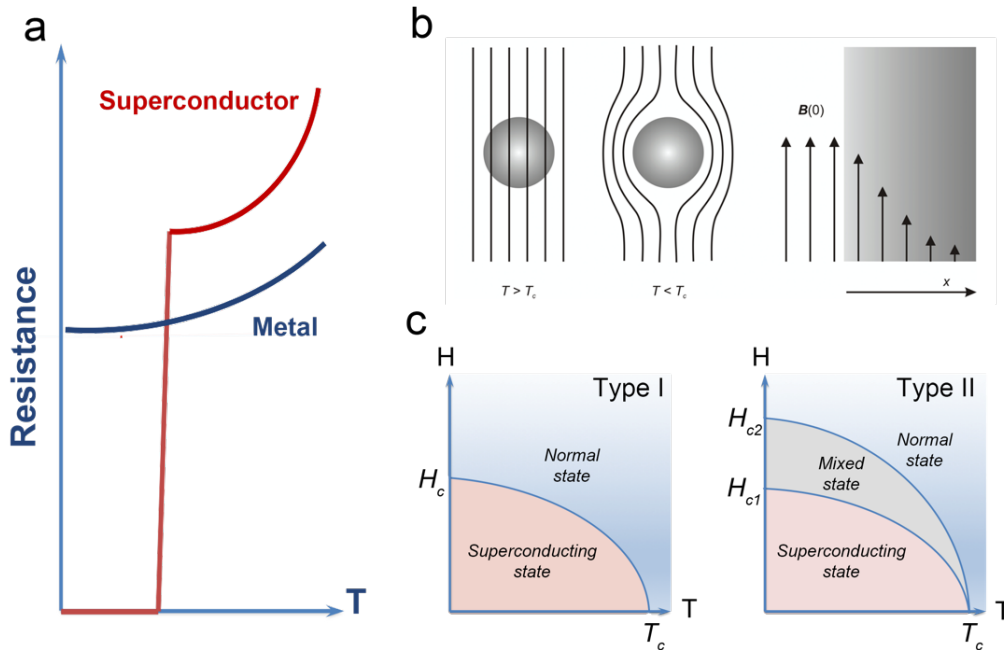 a
Superconductor
Metal
Resistance
T
b
B(0)
T > Tc
T < Tc
x
c
H
Type I
Normal
state
Hc
Superconducting
state
T
Tc
H
Type II
Hc2
Normal
state
Mixed
state
Hc1
Superconducting
state
T
Tc